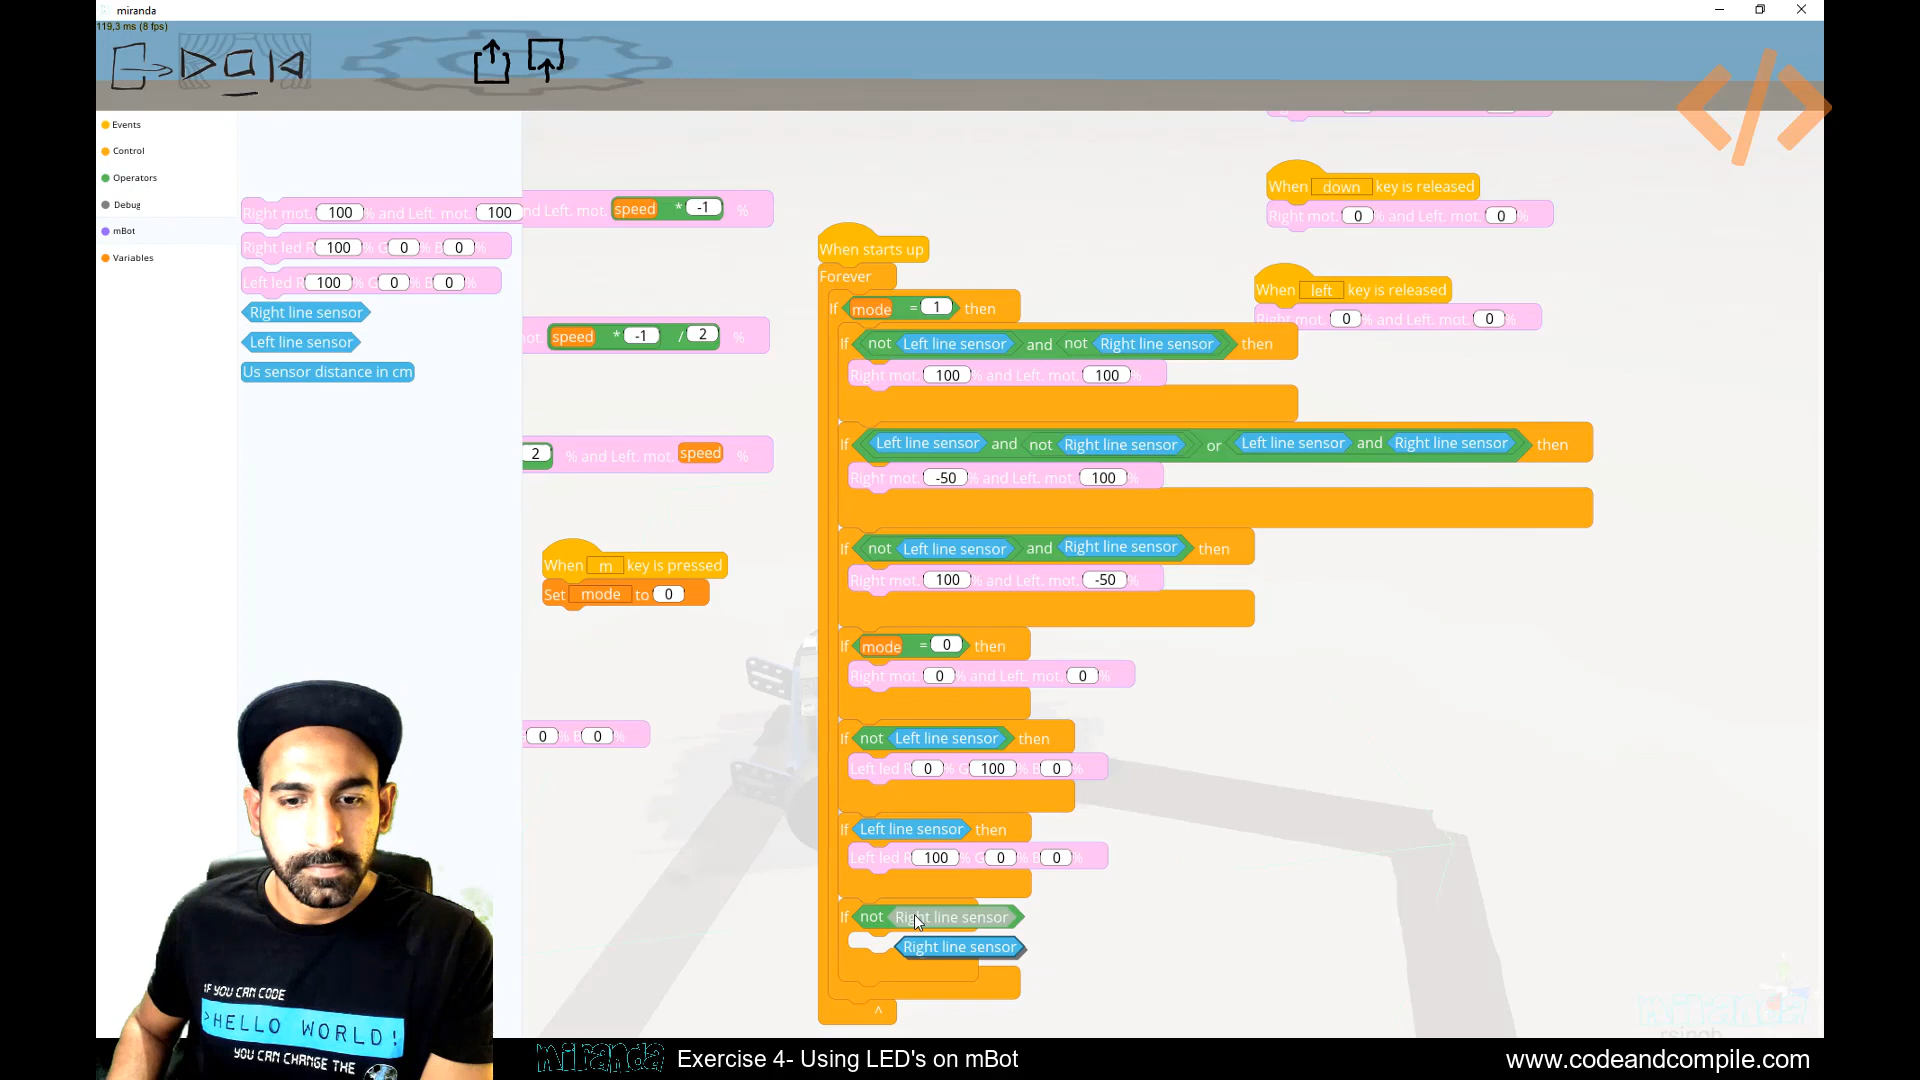 miranda
119,3 ms (8 fps)
Events
Control
Operators
Debug
mBot
Variables
Right mot. 100 % and Left. mot. 100
Right led R 100 % G 0 % B 0 %
Left led R 100 % G 0 % B 0 %
Right line sensor
Left line sensor
Us sensor distance in cm
nd Left. mot. speed * -1 %
ot. speed * -1 / 2 %
2 % and Left. mot. speed %
When m key is pressed
Set mode to 0
0 % B 0 %
When starts up
Forever
If mode = 1 then
If not Left line sensor and not Right line sensor then
Right mot. 100 % and Left. mot. 100 %
If Left line sensor and not Right line sensor or Left line sensor and Right line sensor then
Right mot. -50 % and Left. mot. 100 %
If not Left line sensor and Right line sensor then
Right mot. 100 % and Left. mot. -50 %
If mode = 0 then
Right mot. 0 % and Left. mot. 0 %
If not Left line sensor then
Left led R 0 % G 100 % B 0 %
If Left line sensor then
Left led R 100 % G 0 % B 0 %
If not Right line sensor
Right line sensor
^
When down key is released
Right mot. 0 % and Left. mot. 0 %
When left key is released
Right mot. 0 % and Left. mot. 0 %
</>
IF YOU CAN CODE
>HELLO WORLD!
YOU CAN CHANGE THE
miranda
rsingh
miranda Exercise 4- Using LED's on mBot
www.codeandcompile.com